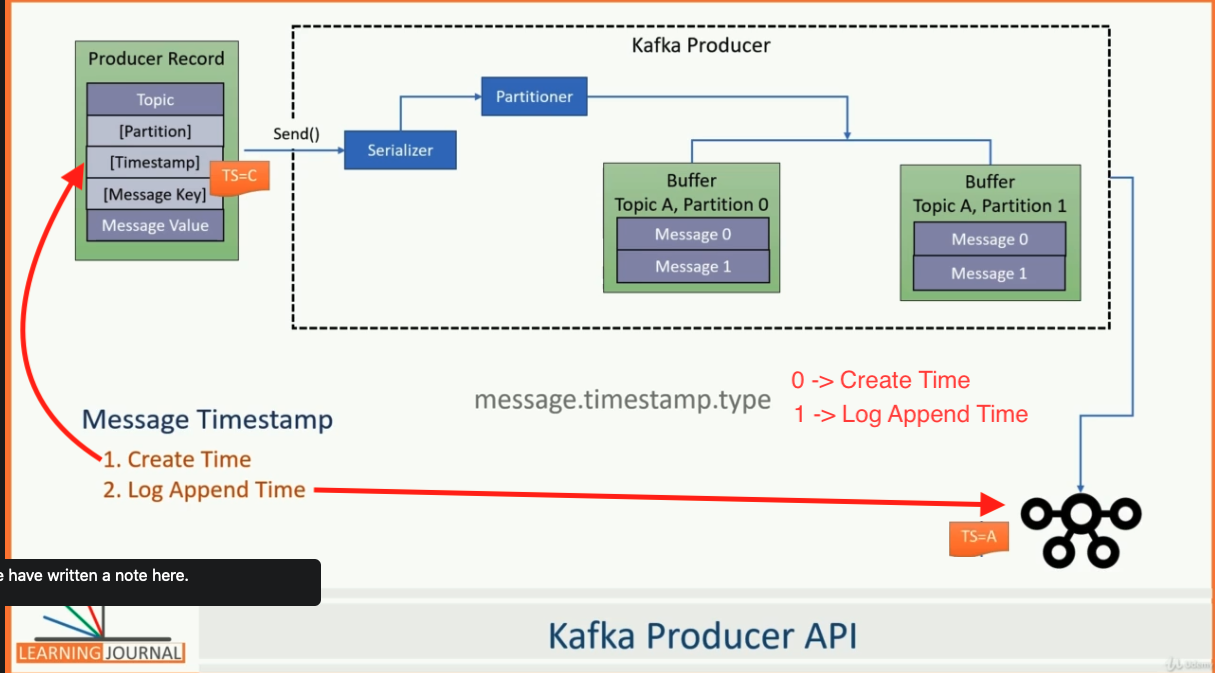 Kafka Producer
Producer Record
Topic
[Partition]
[Timestamp]
[Message Key]
Message Value
TS=C
Send()
Serializer
Partitioner
Buffer
Topic A, Partition 0
Message 0
Message 1
Buffer
Topic A, Partition 1
Message 0
Message 1
message.timestamp.type
0 -> Create Time
1 -> Log Append Time
Message Timestamp
1. Create Time
2. Log Append Time
TS=A
e have written a note here.
LEARNING JOURNAL
Kafka Producer API
Udemy